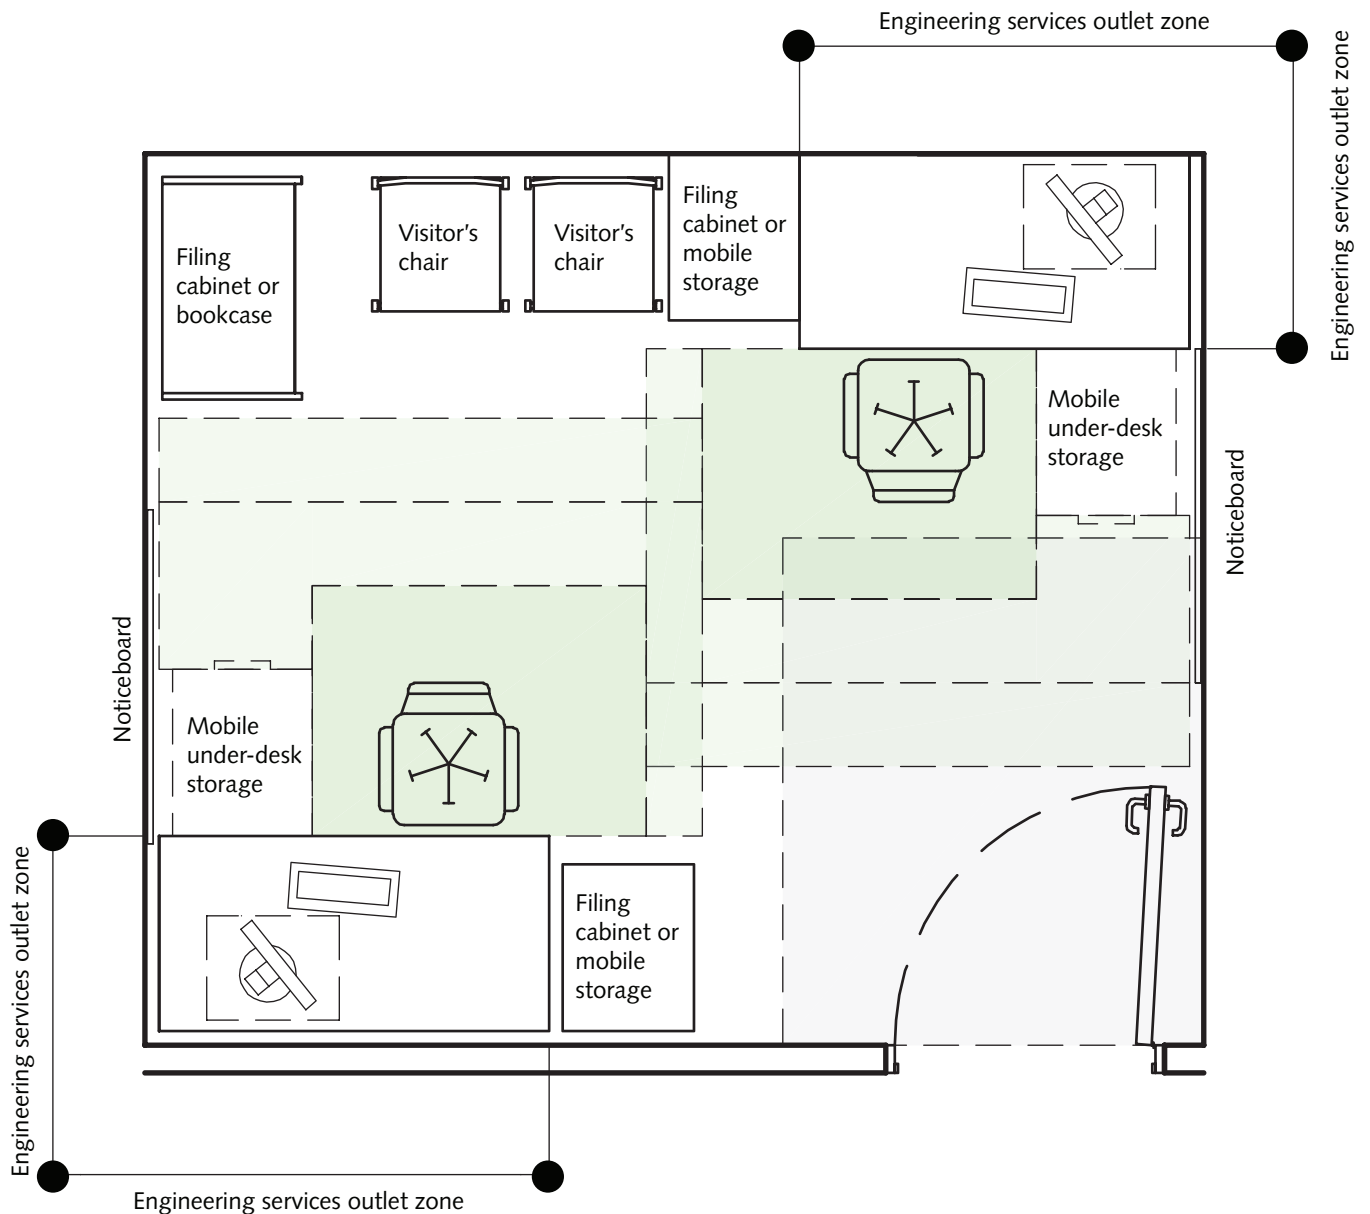 Engineering services outlet zone
Engineering services outlet zone
Filing
cabinet or
bookcase
Visitor's
chair
Visitor's
chair
Filing
cabinet or
mobile
storage
Mobile
under-desk
storage
Noticeboard
Noticeboard
Mobile
under-desk
storage
Filing
cabinet or
mobile
storage
Engineering services outlet zone
Engineering services outlet zone